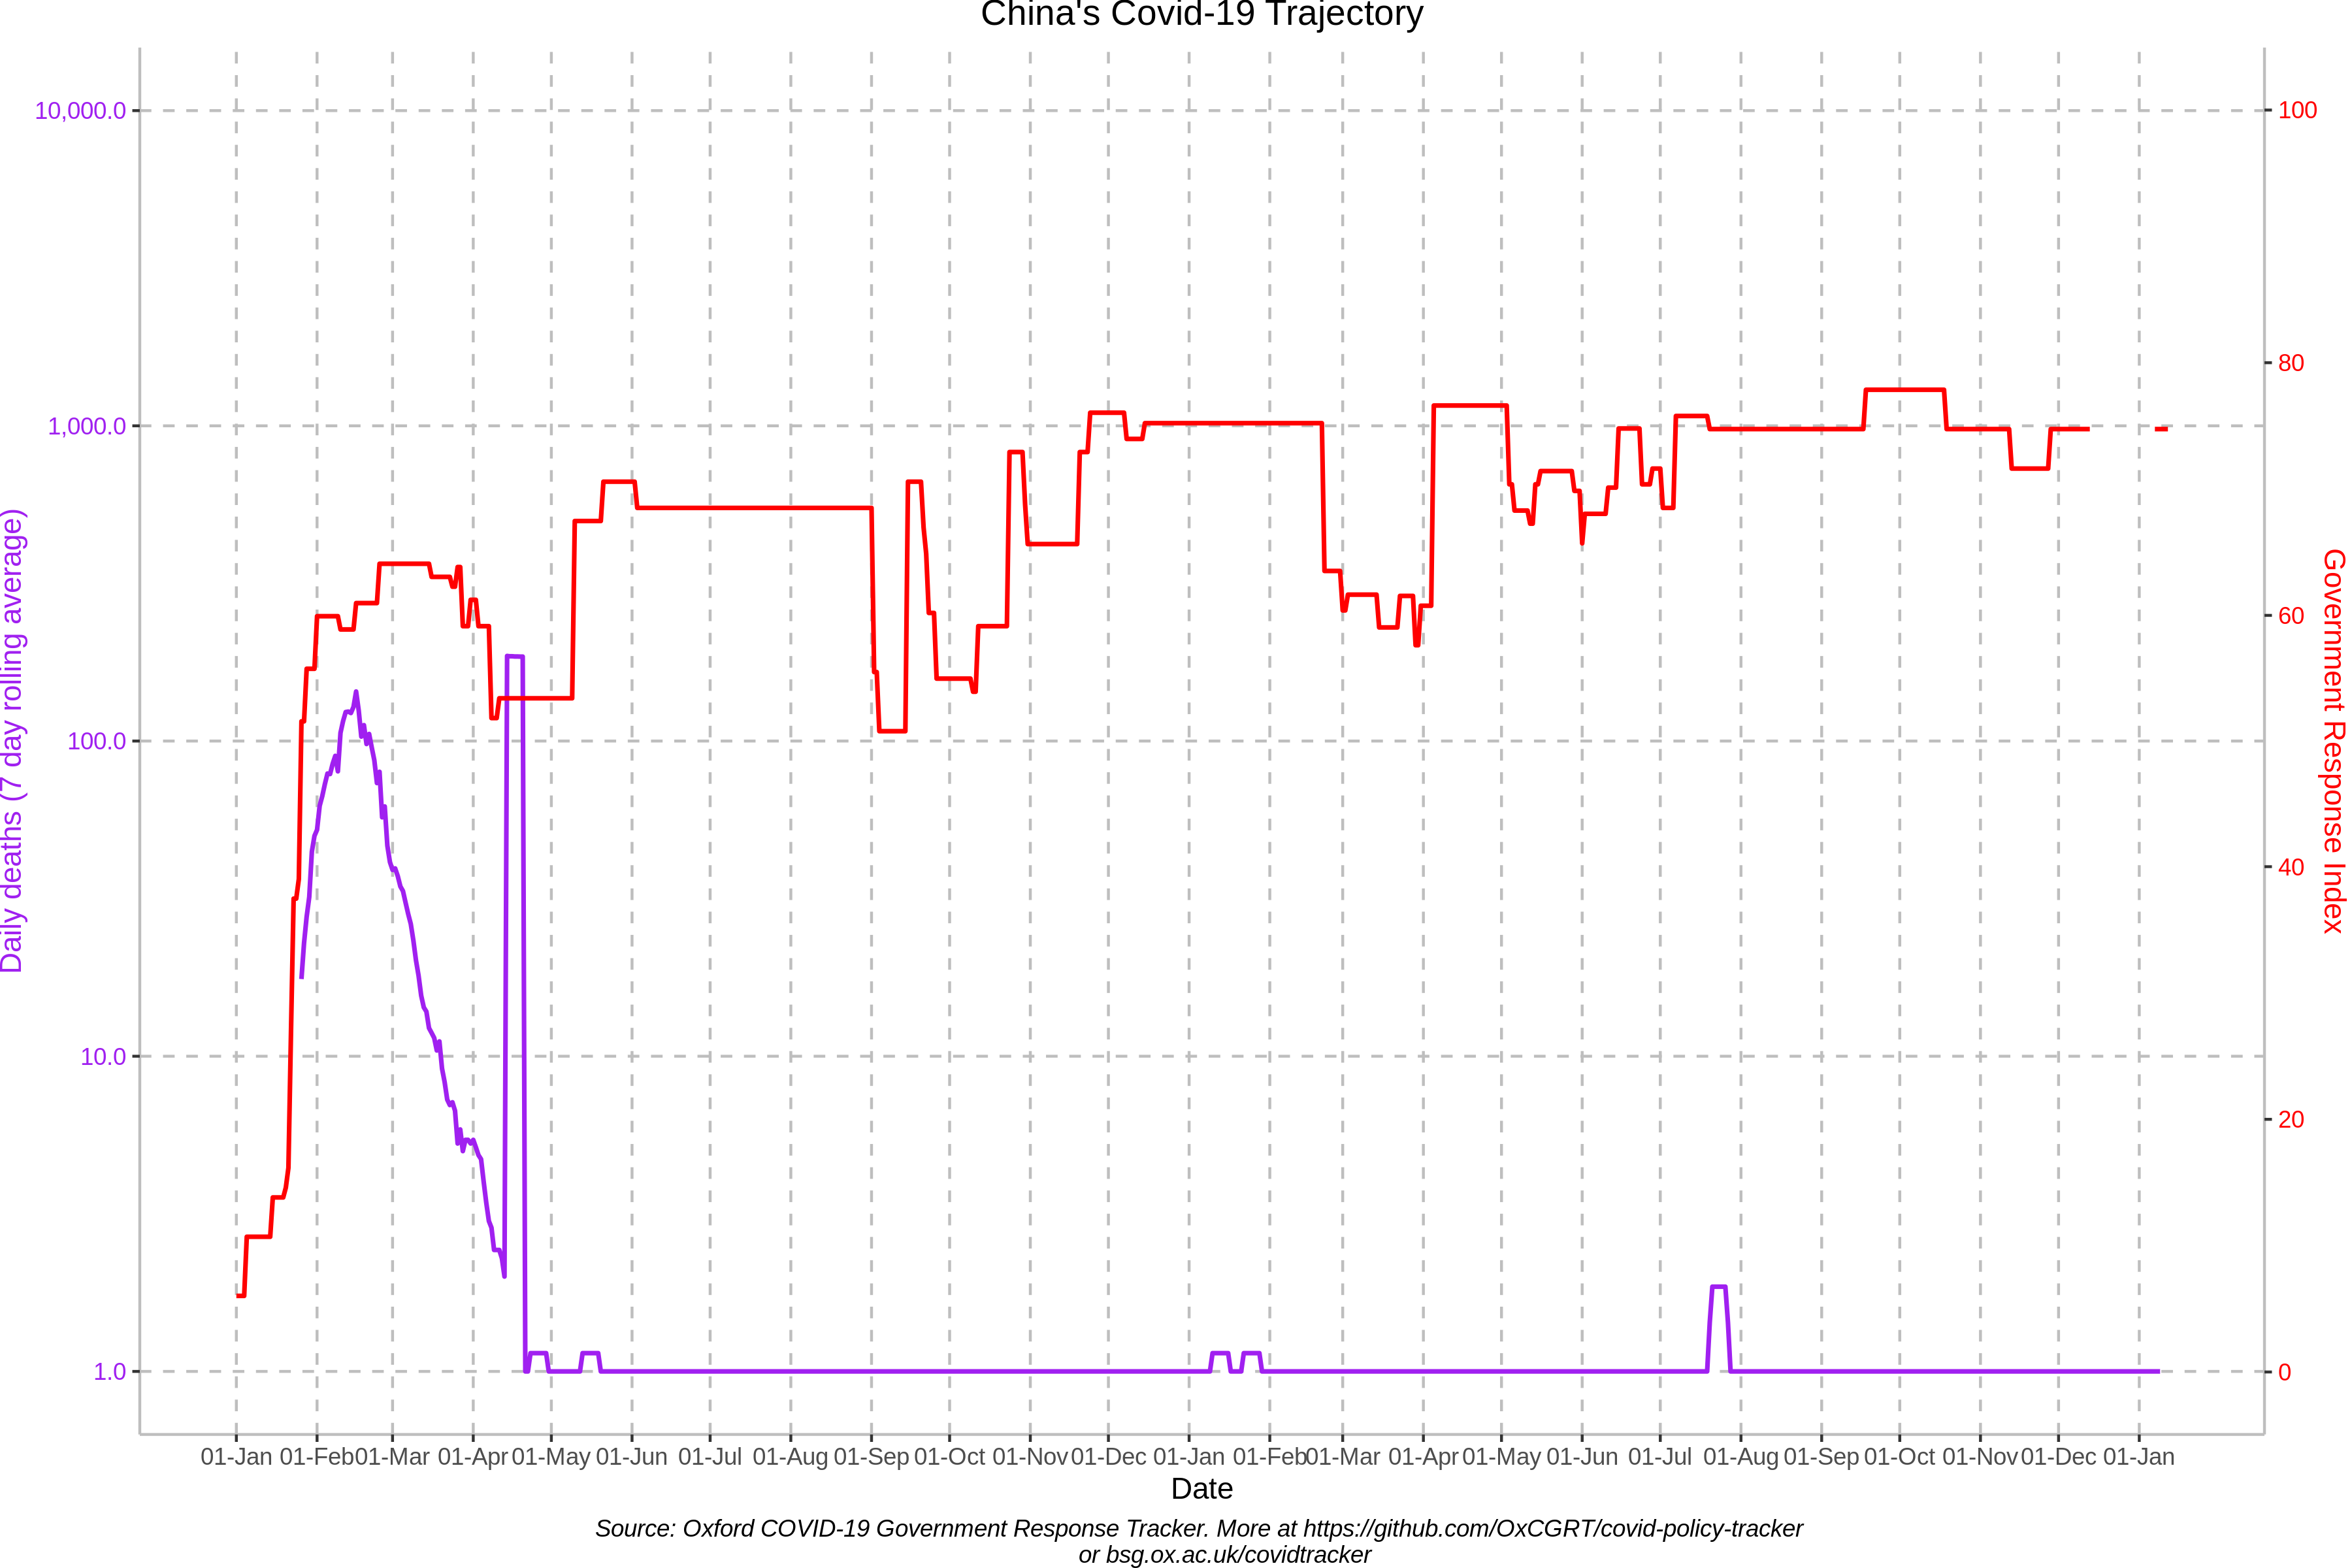 China's Covid-19 Trajectory
10,000.0
1,000.0
100.0
10.0
1.0
Daily deaths (7 day rolling average)
100
80
60
40
20
0
Government Response Index
01-Jan 01-Feb 01-Mar 01-Apr 01-May 01-Jun 01-Jul 01-Aug 01-Sep 01-Oct 01-Nov 01-Dec 01-Jan 01-Feb 01-Mar 01-Apr 01-May 01-Jun 01-Jul 01-Aug 01-Sep 01-Oct 01-Nov 01-Dec 01-Jan
Date
Source: Oxford COVID-19 Government Response Tracker. More at https://github.com/OxCGRT/covid-policy-tracker
or bsg.ox.ac.uk/covidtracker